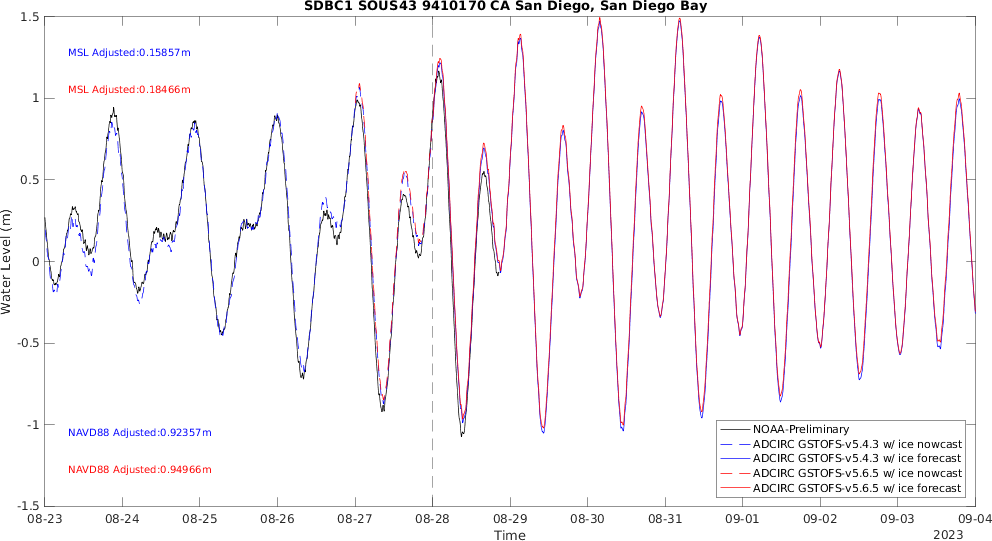 SDBC1 SOUS43 9410170 CA San Diego, San Diego Bay
1.5
1
0.5
0
-0.5
-1
-1.5
Water Level (m)
MSL Adjusted:0.15857m
MSL Adjusted:0.18466m
NAVD88 Adjusted:0.92357m
NAVD88 Adjusted:0.94966m
NOAA-Preliminary
ADCIRC GSTOFS-v5.4.3 w/ ice nowcast
ADCIRC GSTOFS-v5.4.3 w/ ice forecast
ADCIRC GSTOFS-v5.6.5 w/ ice nowcast
ADCIRC GSTOFS-v5.6.5 w/ ice forecast
08-23 08-24 08-25 08-26 08-27 08-28 08-29 08-30 08-31 09-01 09-02 09-03 09-04
Time
2023